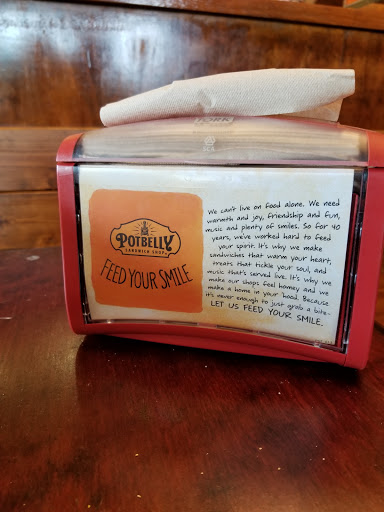 POTBELLY
SANDWICH SHOP
FEED YOUR SMILE
We can't live on food alone. We need
warmth and joy, friendship and fun,
music and plenty of smiles. So for 40
years, we've worked hard to feed
your spirit. It's why we make
sandwiches that warm your heart,
treats that tickle your soul, and
music that's served live. It's why we
make our shops feel homey and we
make a home in your hood. Because
it's never enough to just grab a bite-
LET US FEED YOUR SMILE.